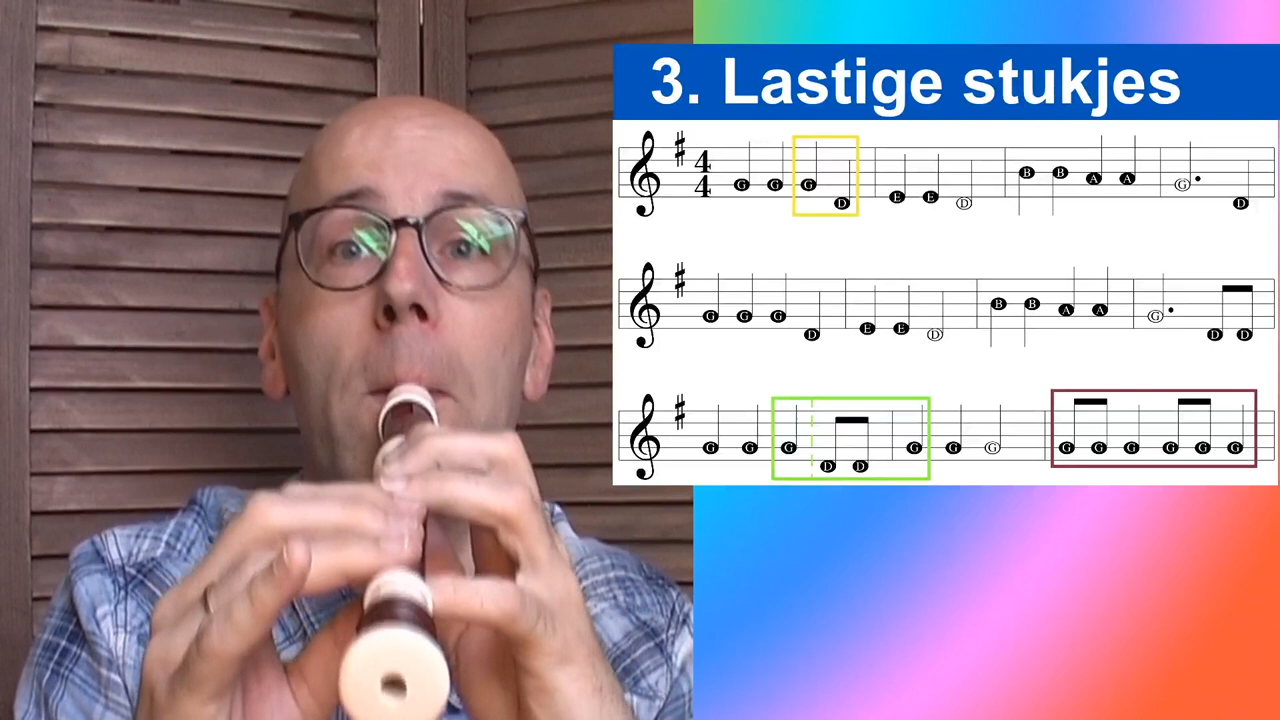 3. Lastige stukjes
4
4
G G G D E E D B B A A G D
G G G D E E D B B A A G D D
G G G D D G G G G G G G G G